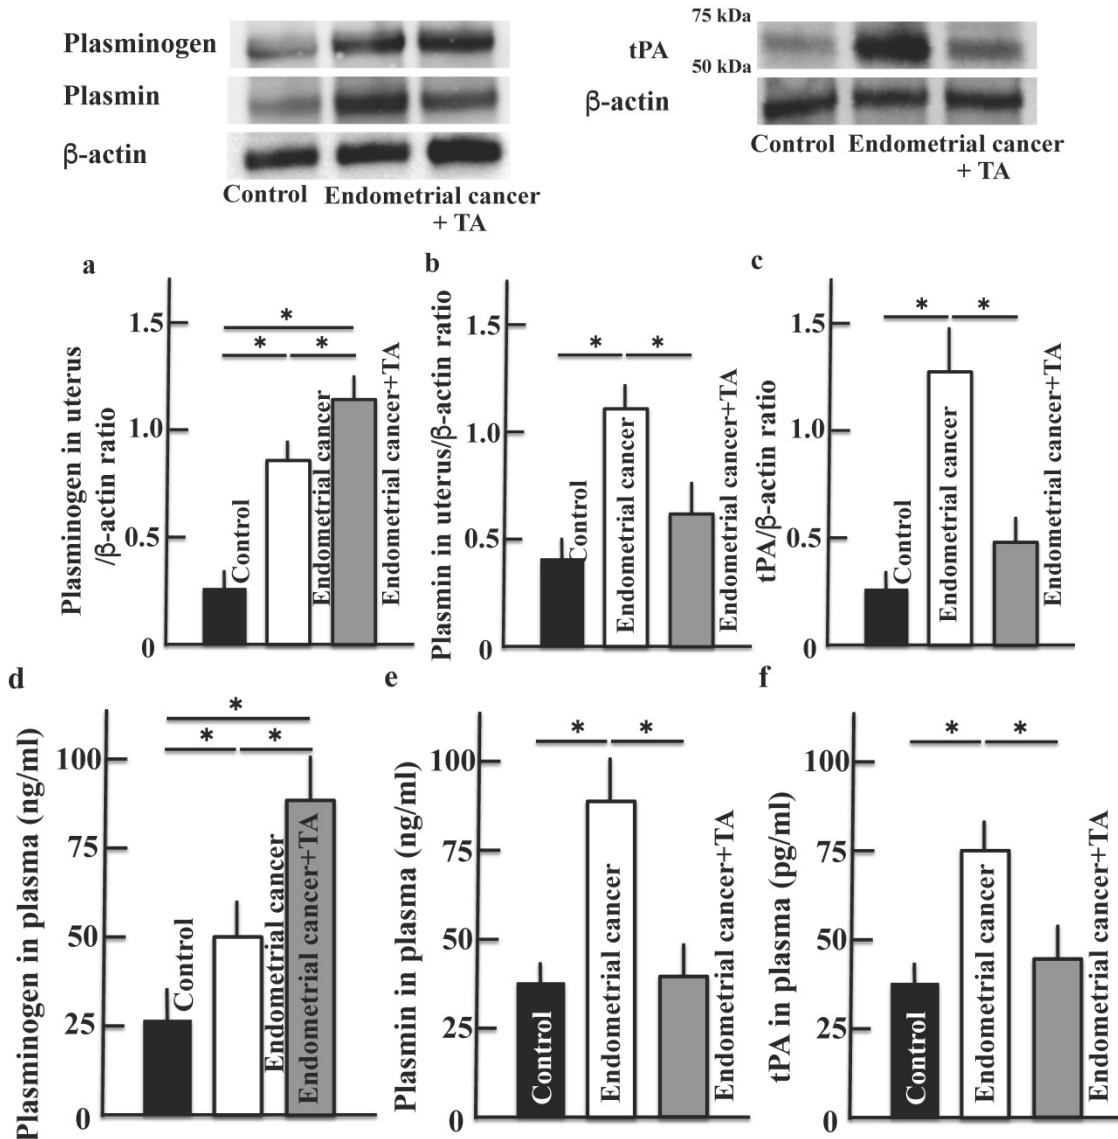 Plasminogen
Plasmin
β-actin
Control Endometrial cancer
+ TA
75 kDa
tPA
50 kDa
β-actin
Control Endometrial cancer
+ TA
a
Plasminogen in uterus
/β-actin ratio
1.5
1.0
0.5
0
* 
* *
Control
Endometrial cancer
Endometrial cancer+TA
b
Plasmin in uterus/β-actin ratio
1.5
1.0
0.5
0
* *
Control
Endometrial cancer
Endometrial cancer+TA
c
tPA/β-actin ratio
1.5
1.0
0.5
0
* *
Control
Endometrial cancer
Endometrial cancer+TA
d
Plasminogen in plasma (ng/ml)
100
75
50
25
0
*
* *
Control
Endometrial cancer
Endometrial cancer+TA
e
Plasmin in plasma (ng/ml)
100
75
50
25
0
* *
Control
Endometrial cancer
Endometrial cancer+TA
f
tPA in plasma (pg/ml)
100
75
50
25
0
* *
Control
Endometrial cancer
Endometrial cancer+TA